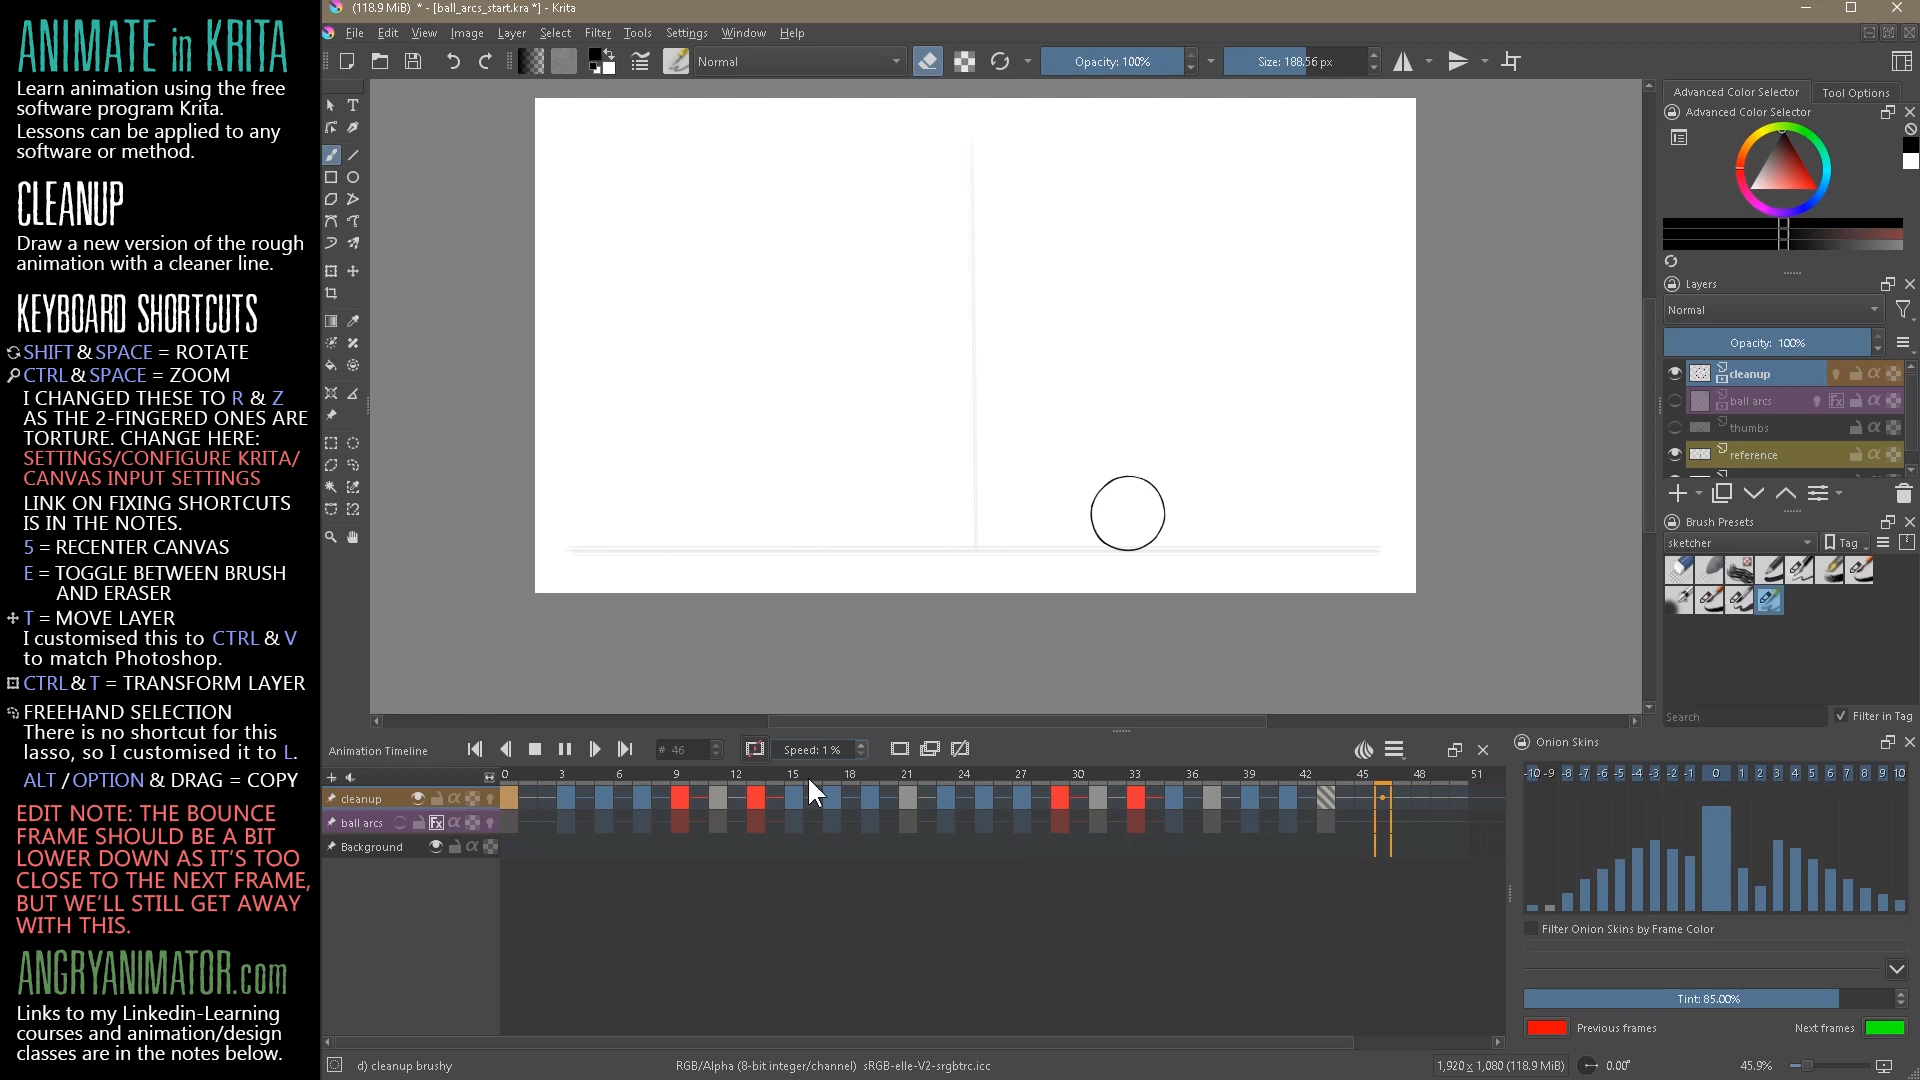 ANIMATE in KRITA
Learn animation using the free
software program Krita.
Lessons can be applied to any
software or method.
CLEANUP
Draw a new version of the rough
animation with a cleaner line.
KEYBOARD SHORTCUTS
SHIFT & SPACE = ROTATE
CTRL & SPACE = ZOOM
I CHANGED THESE TO R & Z
AS THE 2-FINGERED ONES ARE
TORTURE. CHANGE HERE:
SETTINGS/CONFIGURE KRITA/
CANVAS INPUT SETTINGS
LINK ON FIXING SHORTCUTS
IS IN THE NOTES.
5 = RECENTER CANVAS
E = TOGGLE BETWEEN BRUSH
AND ERASER
T = MOVE LAYER
I customised this to CTRL & V
to match Photoshop.
CTRL & T = TRANSFORM LAYER
FREEHAND SELECTION
There is no shortcut for this
lasso, so I customised it to L.
ALT / OPTION & DRAG = COPY
EDIT NOTE: THE BOUNCE
FRAME SHOULD BE A BIT
LOWER DOWN AS IT'S TOO
CLOSE TO THE NEXT FRAME,
BUT WE'LL STILL GET AWAY
WITH THIS.
ANGRYANIMATOR.com
Links to my Linkedin-Learning
courses and animation/design
classes are in the notes below.
(118.9 MiB) * - [ball_arcs_start.kra *] - Krita
File Edit View Image Layer Select Filter Tools Settings Window Help
Normal
Opacity: 100%
Size: 188.56 px
Advanced Color Selector
Tool Options
Advanced Color Selector
Layers
Normal
Opacity: 100%
cleanup
ball arcs
thumbs
reference
Brush Presets
sketcher
Tag
Search
Filter in Tag
Animation Timeline
# 46
Speed: 1 %
0 3 6 9 12 15 18 21 24 27 30 33 36 39 42 45 48 51
cleanup
ball arcs
Background
Onion Skins
-10 -9 -8 -7 -6 -5 -4 -3 -2 -1 0 1 2 3 4 5 6 7 8 9 10
Filter Onion Skins by Frame Color
Tint: 85.00%
Previous frames
Next frames
d) cleanup brushy
RGB/Alpha (8-bit integer/channel) sRGB-elle-V2-srgbtrc.icc
1,920 x 1,080 (118.9 MiB)
0.00°
45.9%